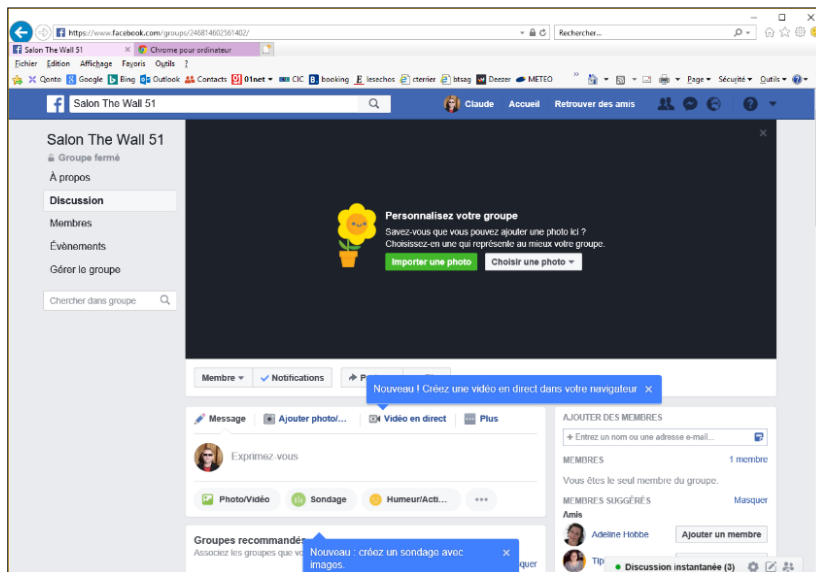 https://www.facebook.com/groups/246814602561402/
Rechercher...
Salon The Wall 51
Chrome pour ordinateur
Fichier Edition Affichage Favoris Outils ?
Qonto Google Bing Outlook Contacts 01net CIC booking lesechos cterrier btsag Deezer METEO Page Sécurité Outils
Salon The Wall 51
Claude Accueil Retrouver des amis
Salon The Wall 51
Groupe fermé
À propos
Discussion
Membres
Évènements
Gérer le groupe
Chercher dans groupe
Personnalisez votre groupe
Savez-vous que vous pouvez ajouter une photo ici ?
Choisissez-en une qui représente au mieux votre groupe.
Importer une photo
Choisir une photo
Membre
Notifications
Nouveau ! Créez une vidéo en direct dans votre navigateur
Message
Ajouter photo/...
Vidéo en direct
Plus
Exprimez-vous
Photo/Vidéo
Sondage
Humeur/Acti...
Groupes recommandés
Associez les groupes que
Nouveau : créez un sondage avec
images.
AJOUTER DES MEMBRES
+ Entrez un nom ou une adresse e-mail...
MEMBRES
1 membre
Vous êtes le seul membre du groupe.
MEMBRES SUGGÉRÉS
Masquer
Amis
Adeline Hobbe
Ajouter un membre
Discussion instantanée (3)